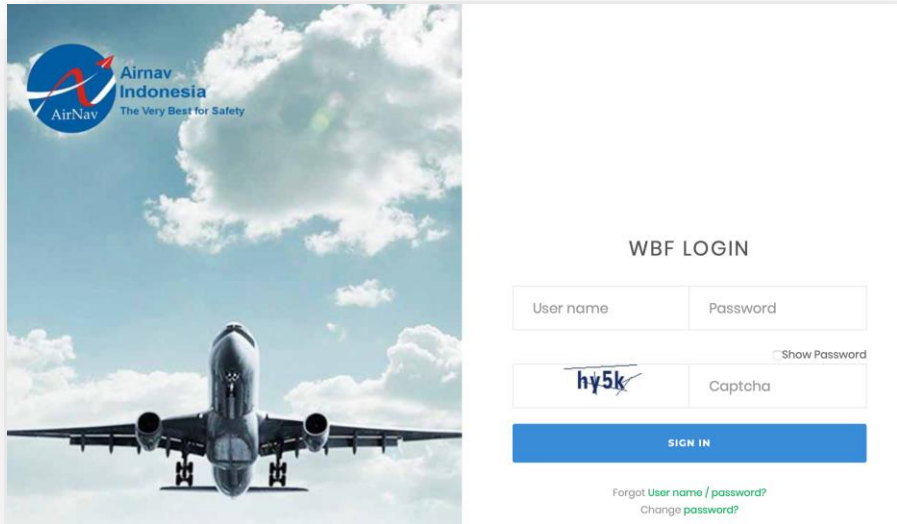 AirNav
Airnav
Indonesia
The Very Best for Safety
WBF LOGIN
User name Password
Show Password
hy5k Captcha
SIGN IN
Forgot User name / password?
Change password?